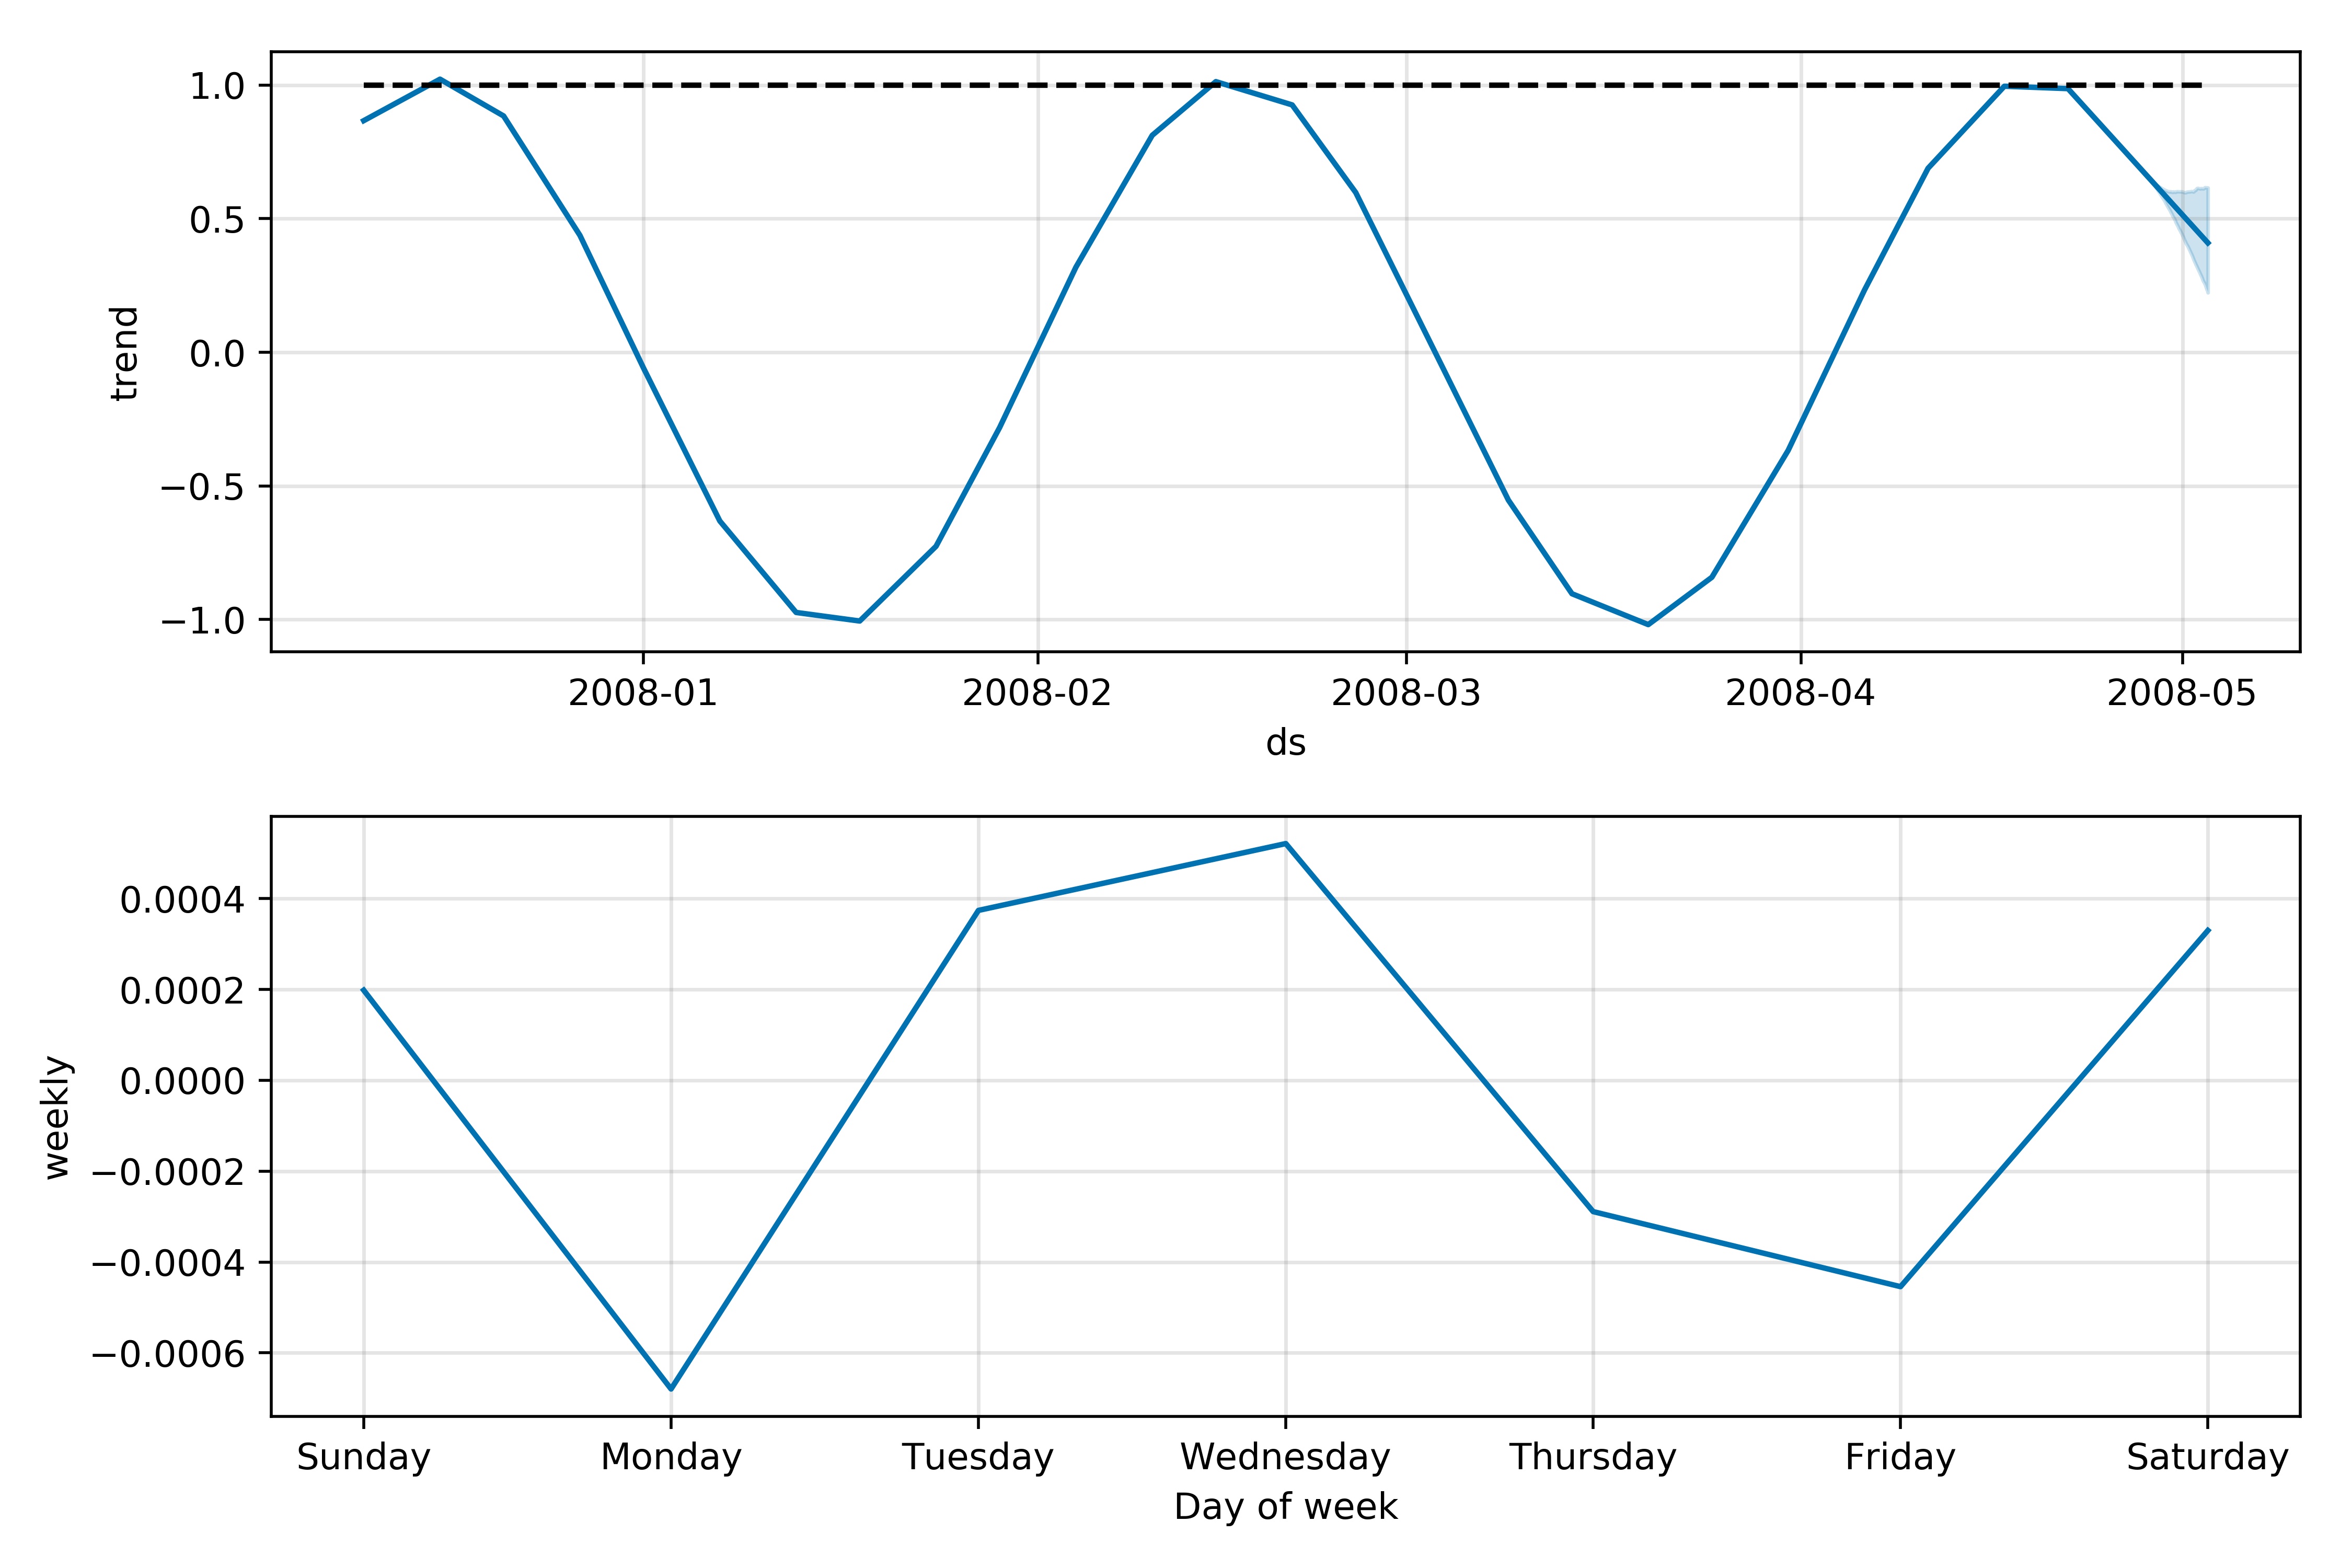 1.0
0.5
0.0
−0.5
−1.0
trend
2008-01 2008-02 2008-03 2008-04 2008-05
ds
0.0004
0.0002
0.0000
−0.0002
−0.0004
−0.0006
weekly
Sunday Monday Tuesday Wednesday Thursday Friday Saturday
Day of week